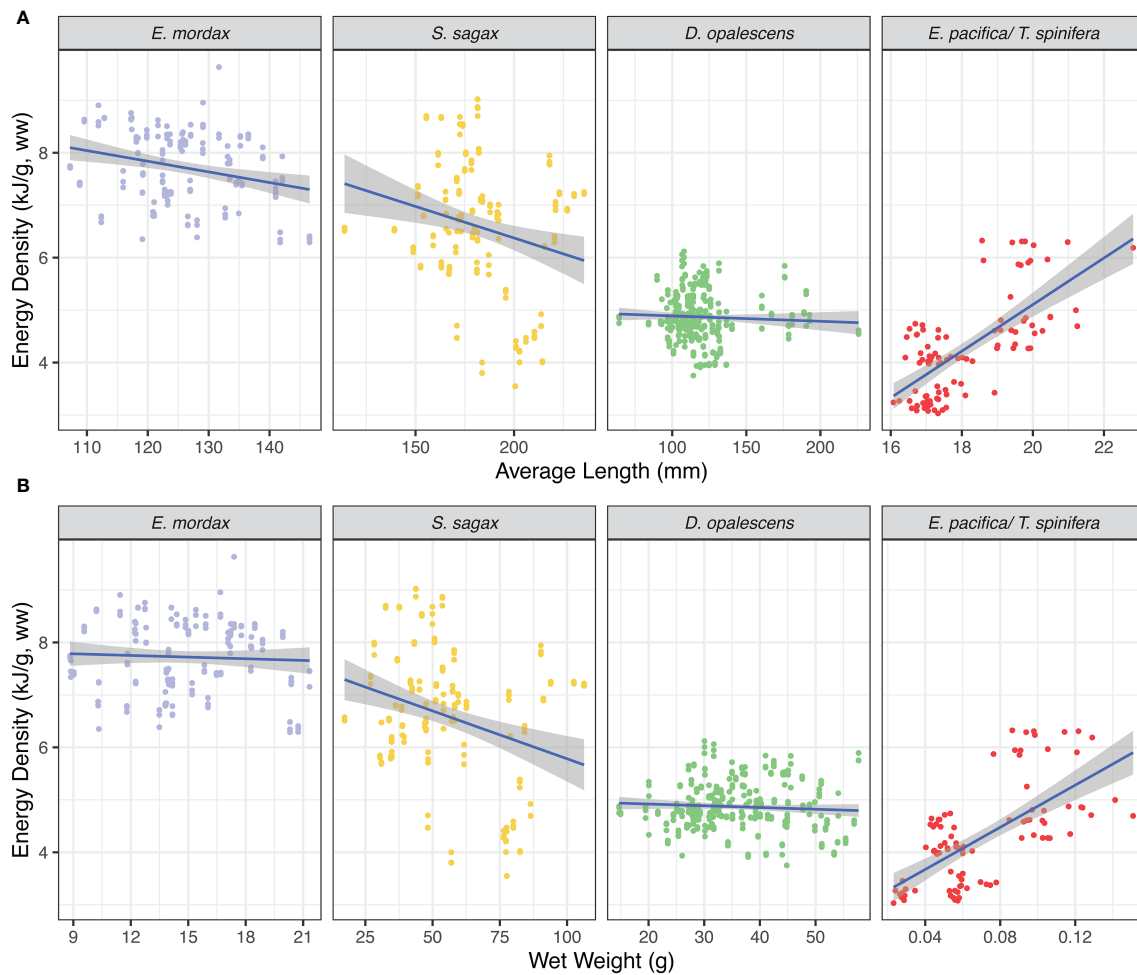 A
E. mordax S. sagax D. opalescens E. pacifica/ T. spinifera
Energy Density (kJ/g, ww)
8
6
4
110 120 130 140 150 200 100 150 200 16 18 20 22
Average Length (mm)
B
E. mordax S. sagax D. opalescens E. pacifica/ T. spinifera
Energy Density (kJ/g, ww)
8
6
4
9 12 15 18 21 25 50 75 100 20 30 40 50 0.04 0.08 0.12
Wet Weight (g)